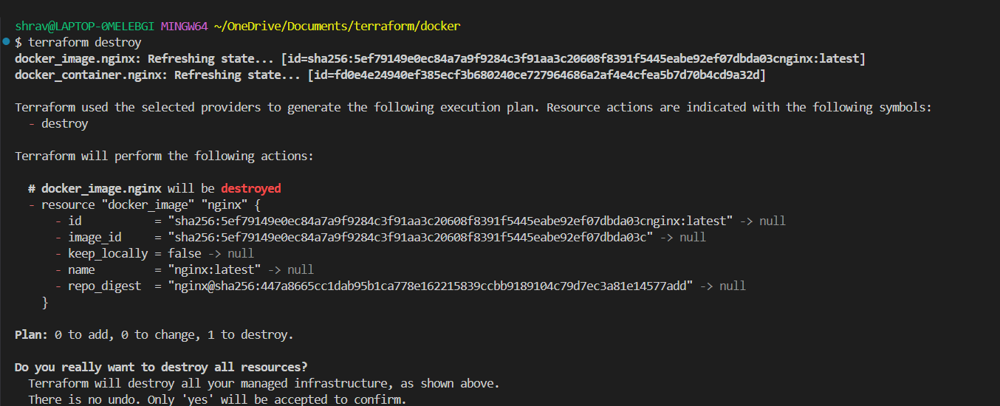 shrav@LAPTOP-0MELEBGI MINGW64 ~/OneDrive/Documents/terraform/docker
$ terraform destroy
docker_image.nginx: Refreshing state... [id=sha256:5ef79149e0ec84a7a9f9284c3f91aa3c20608f8391f5445eabe92ef07dbda03cnginx:latest]
docker_container.nginx: Refreshing state... [id=fd0e4e24940ef385ecf3b680240ce727964686a2af4e4cfea5b7d70b4cd9a32d]
Terraform used the selected providers to generate the following execution plan. Resource actions are indicated with the following symbols:
- destroy
Terraform will perform the following actions:
# docker_image.nginx will be destroyed
- resource "docker_image" "nginx" {
- id = "sha256:5ef79149e0ec84a7a9f9284c3f91aa3c20608f8391f5445eabe92ef07dbda03cnginx:latest" -> null
- image_id = "sha256:5ef79149e0ec84a7a9f9284c3f91aa3c20608f8391f5445eabe92ef07dbda03c" -> null
- keep_locally = false -> null
- name = "nginx:latest" -> null
- repo_digest = "nginx@sha256:447a8665cc1dab95b1ca778e162215839ccbb9189104c79d7ec3a81e14577add" -> null
}
Plan: 0 to add, 0 to change, 1 to destroy.
Do you really want to destroy all resources?
Terraform will destroy all your managed infrastructure, as shown above.
There is no undo. Only 'yes' will be accepted to confirm.